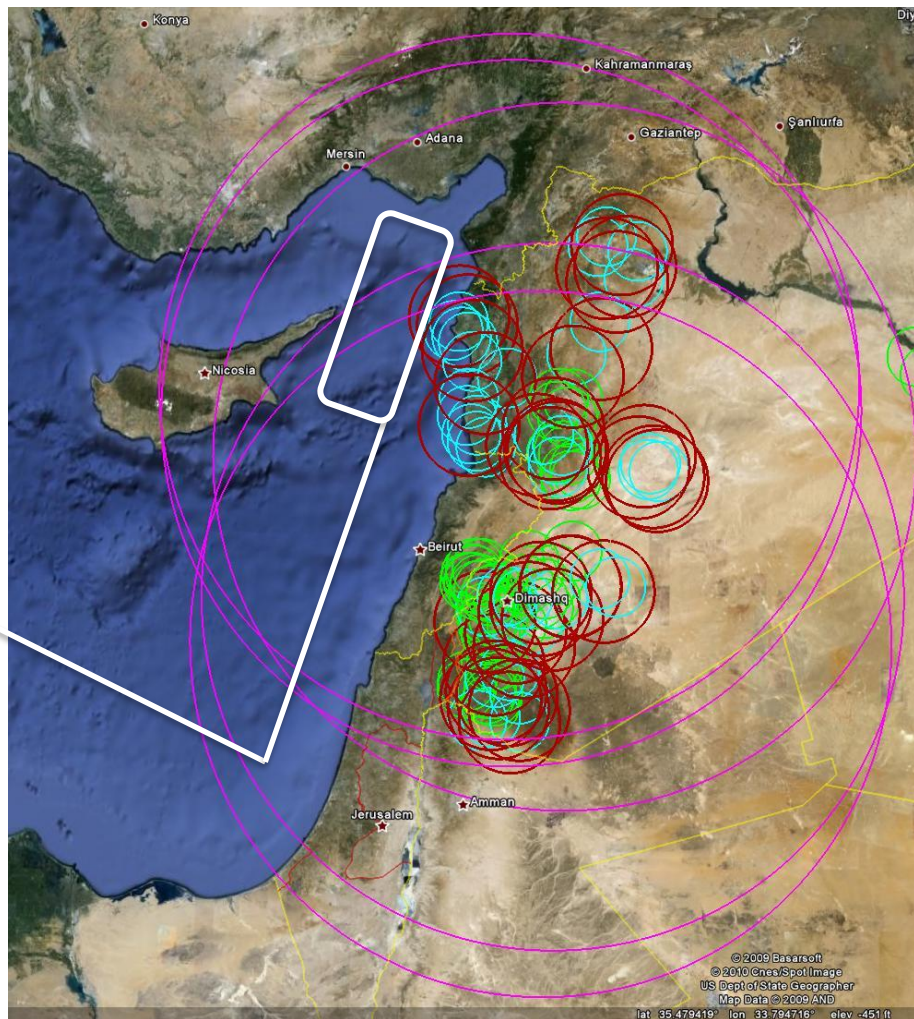 Konya
Diy
Kahramanmaraş
Şanlıurfa
Gaziantep
Adana
Mersin
Nicosia
Beirut
Dimashq
Amman
Jerusalem
© 2009 Basarsoft
© 2010 Cnes/Spot Image
US Dept of State Geographer
Map Data © 2009 AND
lat 35.479419° lon 33.794716° elev -451 ft